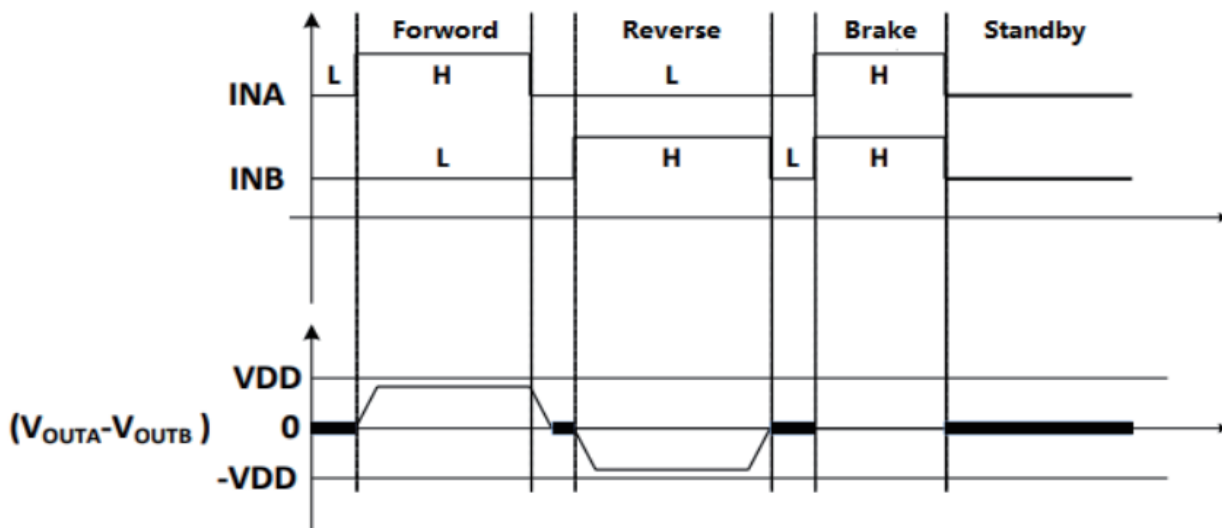 Forword Reverse Brake Standby
L H L H
INA
L H L H
INB
VDD
(VOUTA-VOUTB) 0
-VDD